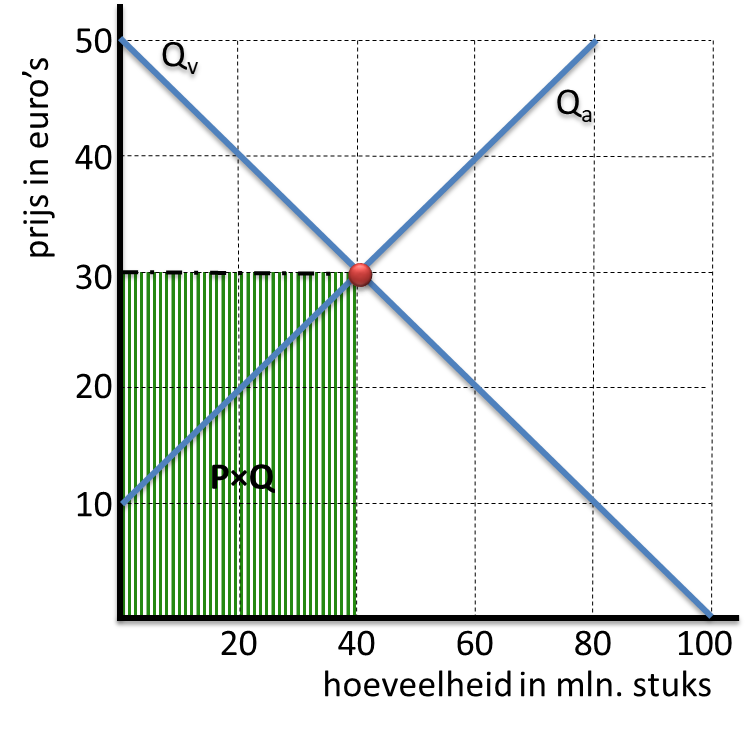 prijs in euro's
50
40
30
20
10
Qv
Qa
P×Q
20 40 60 80 100
hoeveelheid in mln. stuks